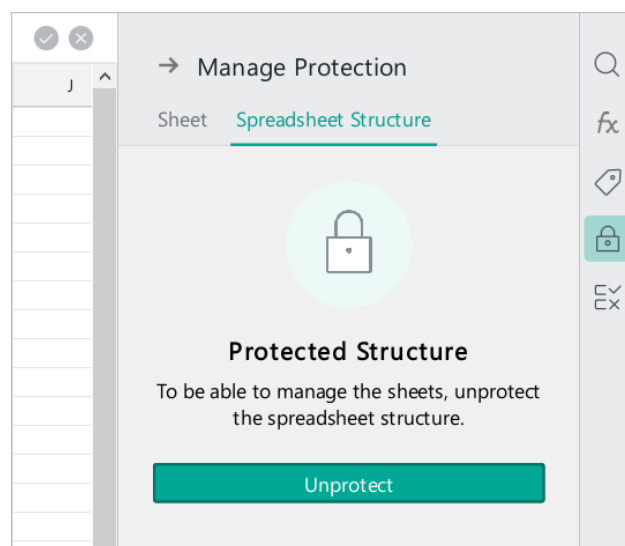 Manage Protection
J
Sheet Spreadsheet Structure
fx
Protected Structure
To be able to manage the sheets, unprotect
the spreadsheet structure.
Unprotect